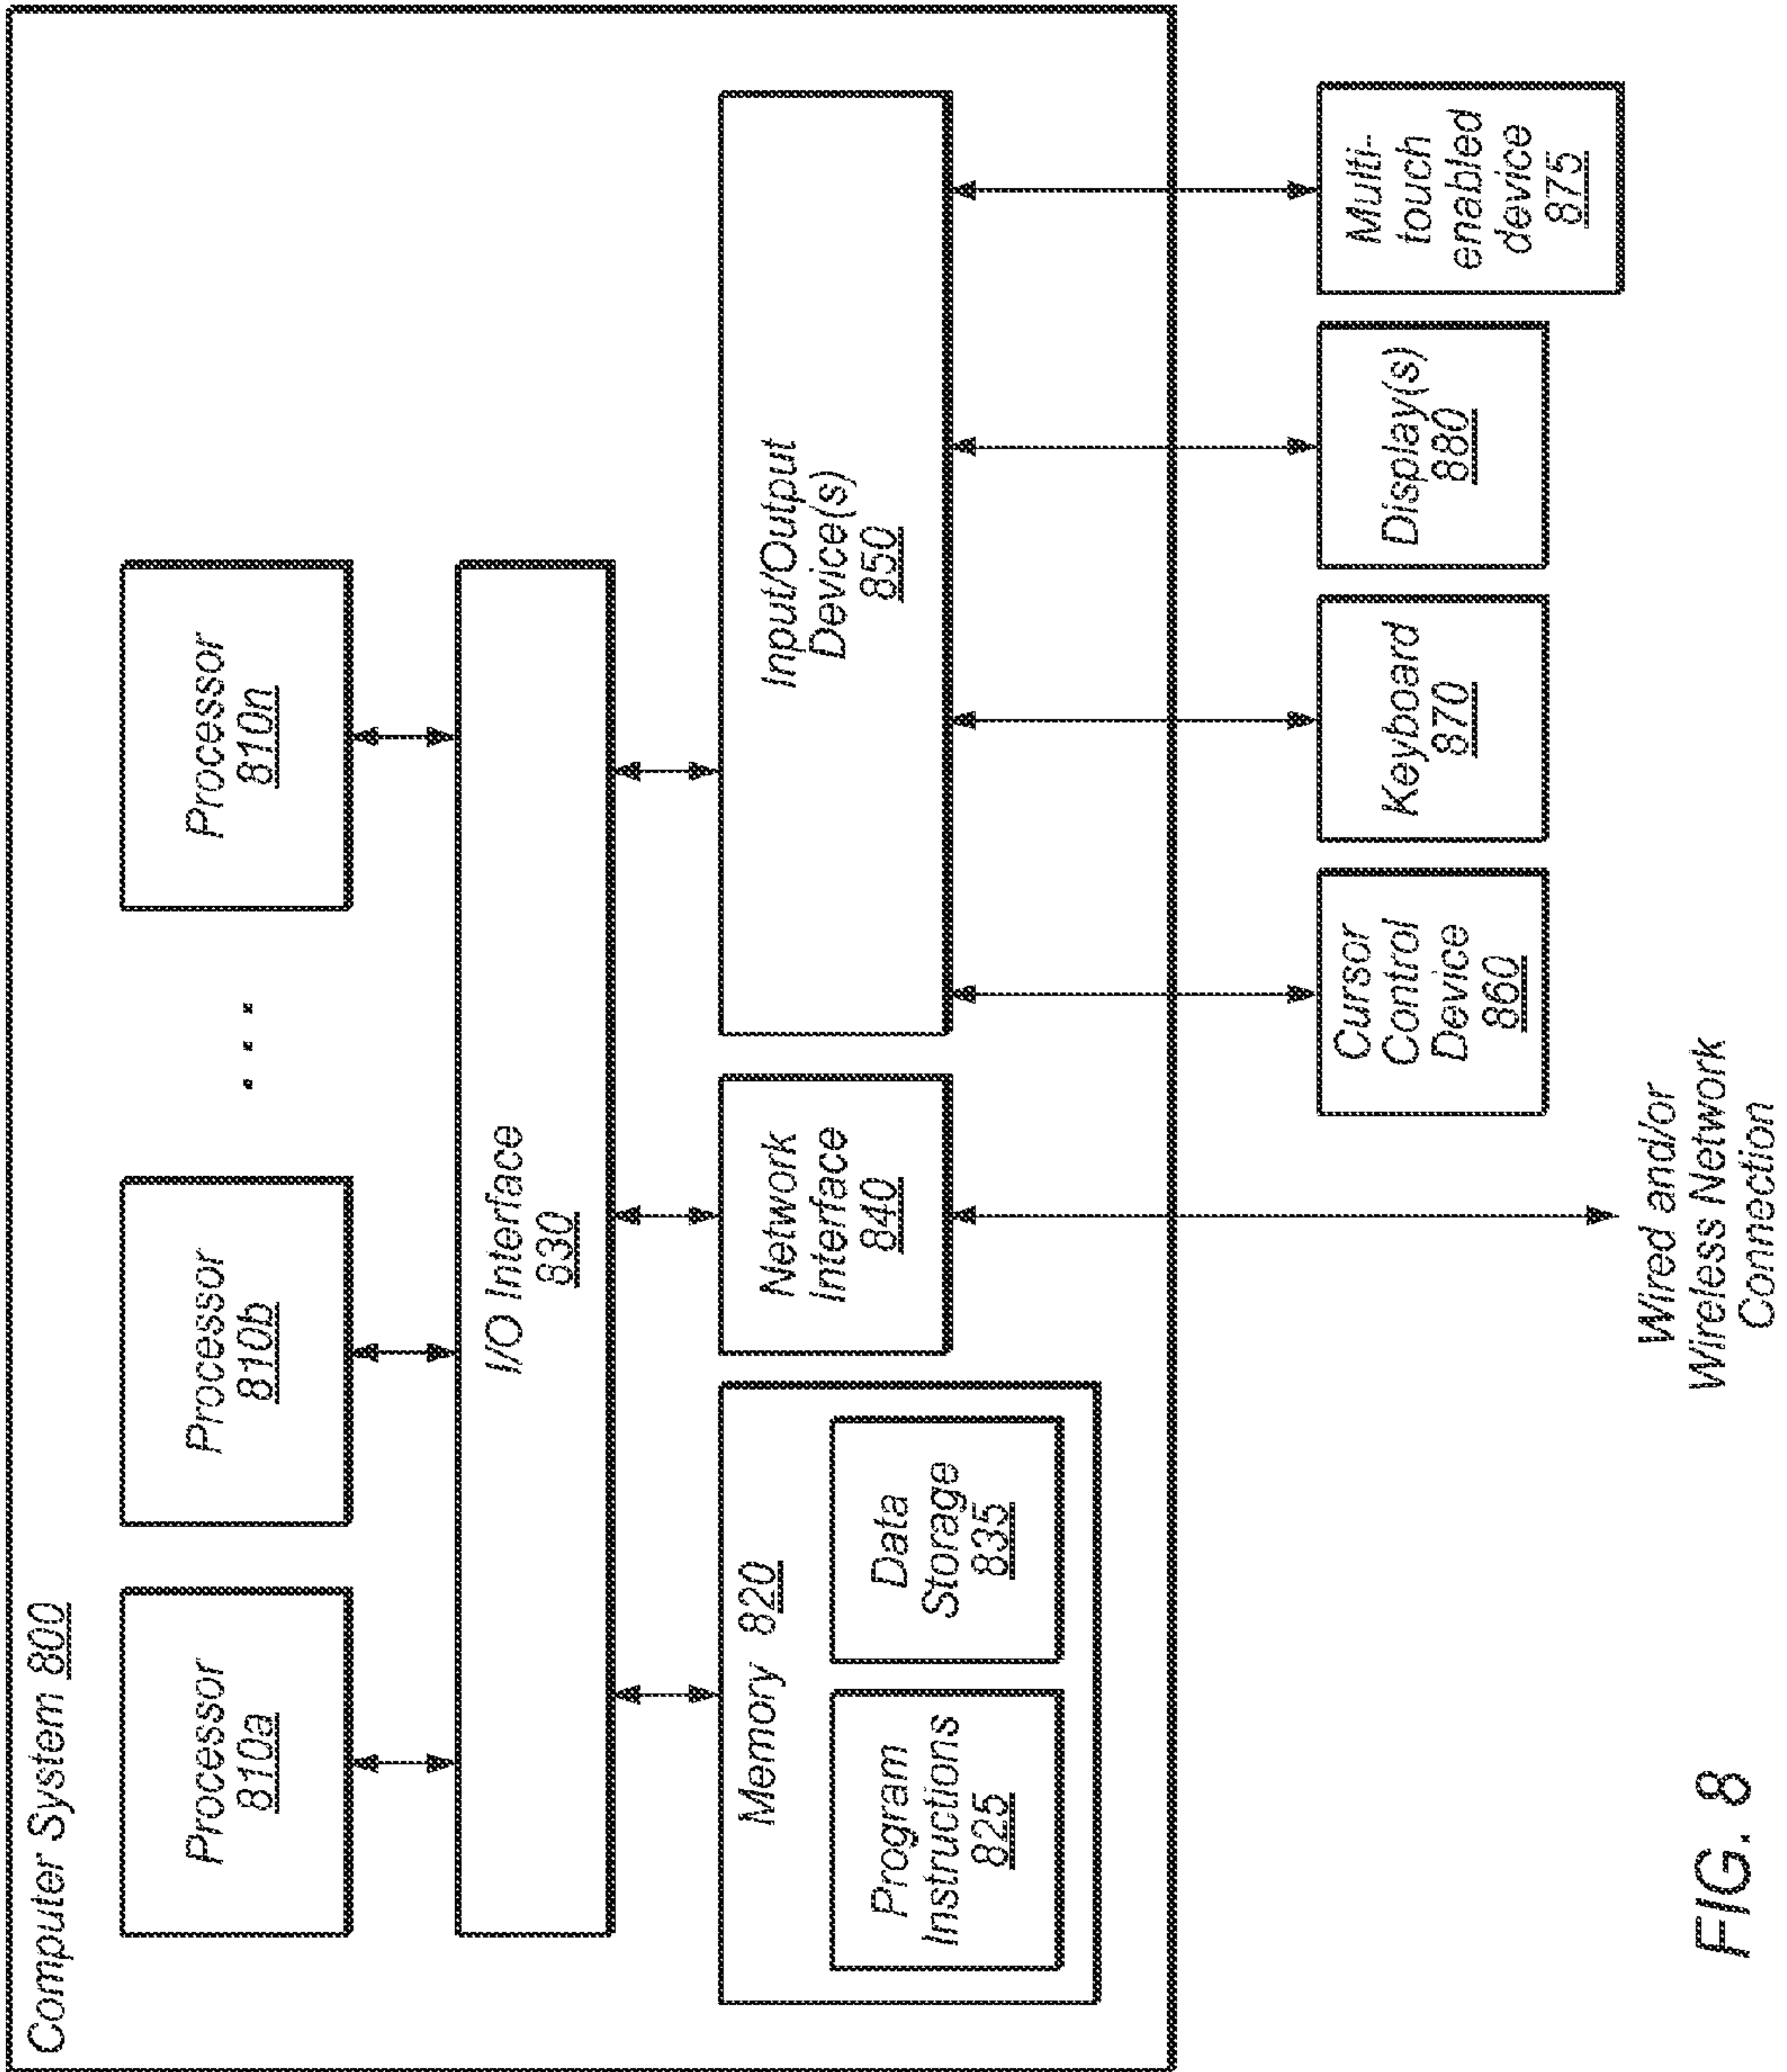 Computer System 800
Processor
810a
Processor
810b
. . .
Processor
810n
I/O Interface
830
Memory 820
Program
Instructions
825
Data
Storage
835
Network
Interface
840
Input/Output
Device(s)
850
Cursor
Control
Device
860
Keyboard
870
Display(s)
880
Multi-
touch
enabled
device
875
Wired and/or
Wireless Network
Connection
FIG. 8